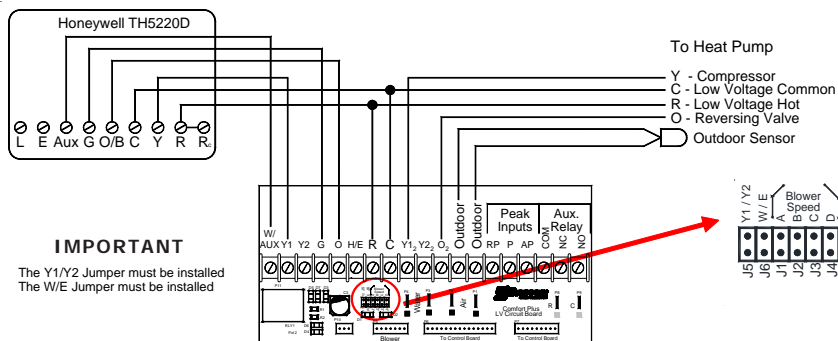 Honeywell TH5220D
L E Aux G O/B C Y R Rc
To Heat Pump
Y - Compressor
C - Low Voltage Common
R - Low Voltage Hot
O - Reversing Valve
Outdoor Sensor
IMPORTANT
The Y1/Y2 Jumper must be installed
The W/E Jumper must be installed
W/
AUX Y1 Y2 G O H/E R C Y1₂ Y2₂ O₂ Outdoor Outdoor RP P AP COM NC NO
Peak
Inputs
Aux.
Relay
Water
Air
R
C
Comfort Plus
LV Circuit Board
Blower
To Control Board
To Control Board
Y1 / Y2
W / E
Blower
Speed
A
B
C
D
J5 J6 J1 J2 J3 J4